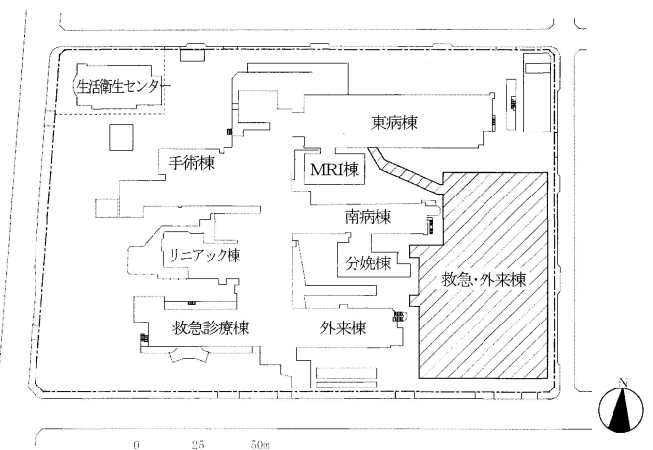 生活衛生センター
東病棟
手術棟
MRI棟
南病棟
リニアック棟
分娩棟
救急・外来棟
救急診療棟
外来棟
N
0 25 50m